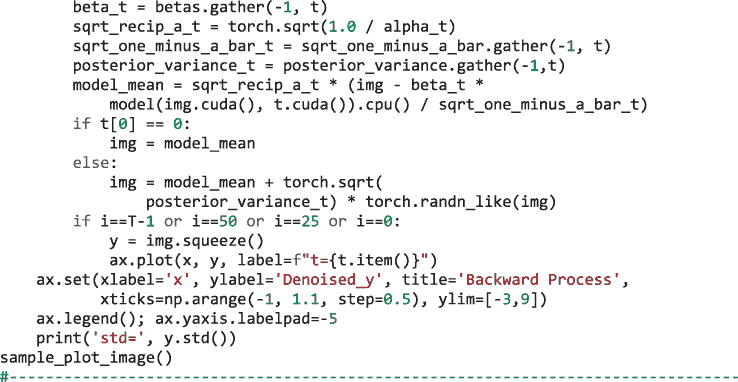 beta_t = betas.gather(-1, t)
        sqrt_recip_a_t = torch.sqrt(1.0 / alpha_t)
        sqrt_one_minus_a_bar_t = sqrt_one_minus_a_bar.gather(-1, t)
        posterior_variance_t = posterior_variance.gather(-1,t)
        model_mean = sqrt_recip_a_t * (img - beta_t *
            model(img.cuda(), t.cuda()).cpu() / sqrt_one_minus_a_bar_t)
        if t[0] == 0:
            img = model_mean
        else:
            img = model_mean + torch.sqrt(
                posterior_variance_t) * torch.randn_like(img)
        if i==T-1 or i==50 or i==25 or i==0:
            y = img.squeeze()
            ax.plot(x, y, label=f"t={t.item()}")
    ax.set(xlabel='x', ylabel='Denoised_y', title='Backward Process',
           xticks=np.arange(-1, 1.1, step=0.5), ylim=[-3,9])
    ax.legend(); ax.yaxis.labelpad=-5
    print('std=', y.std())
sample_plot_image()
#-------------------------------------------------------------------------------